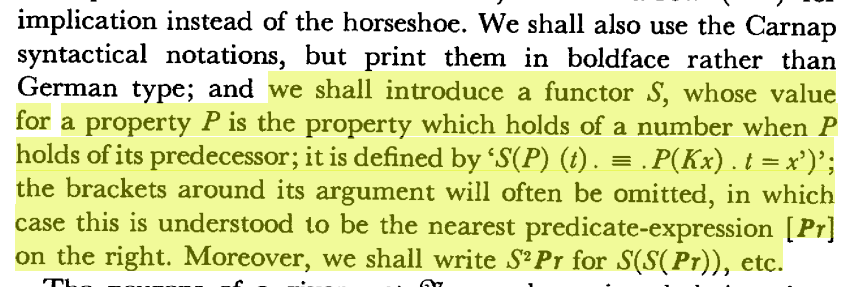 implication instead of the horseshoe. We shall also use the Carnap
syntactical notations, but print them in boldface rather than
German type; and we shall introduce a functor S, whose value
for a property P is the property which holds of a number when P
holds of its predecessor; it is defined by ‘S(P) (t) . ≡ . P(Kx) . t = x’)’;
the brackets around its argument will often be omitted, in which
case this is understood to be the nearest predicate-expression [Pr]
on the right. Moreover, we shall write S²Pr for S(S(Pr)), etc.